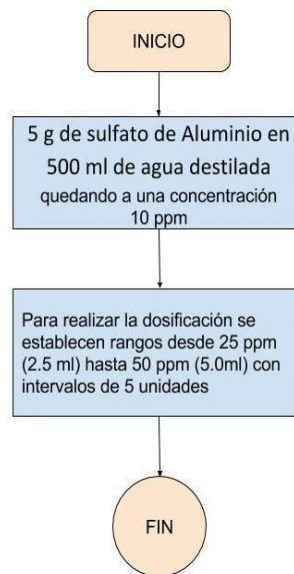 INICIO
5 g de sulfato de Aluminio en
500 ml de agua destilada
quedando a una concentración
10 ppm
Para realizar la dosificación se
establecen rangos desde 25 ppm
(2.5 ml) hasta 50 ppm (5.0ml) con
intervalos de 5 unidades
FIN